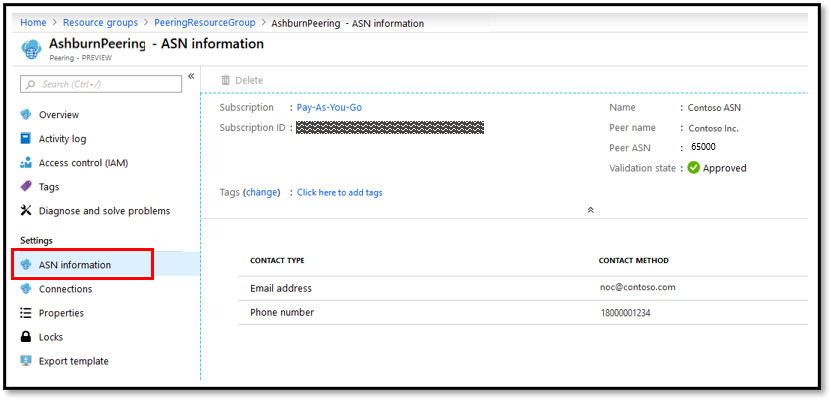 Home > Resource groups > PeeringResourceGroup > AshburnPeering - ASN information
AshburnPeering - ASN information
Peering - PREVIEW
Search (Ctrl+/)
«
Overview
Activity log
Access control (IAM)
Tags
Diagnose and solve problems
Settings
ASN information
Connections
Properties
Locks
Export template
Delete
Subscription : Pay-As-You-Go
Subscription ID :
Tags (change) : Click here to add tags
Name : Contoso ASN
Peer name : Contoso Inc.
Peer ASN : 65000
Validation state : Approved
CONTACT TYPE CONTACT METHOD
Email address noc@contoso.com
Phone number 18000001234